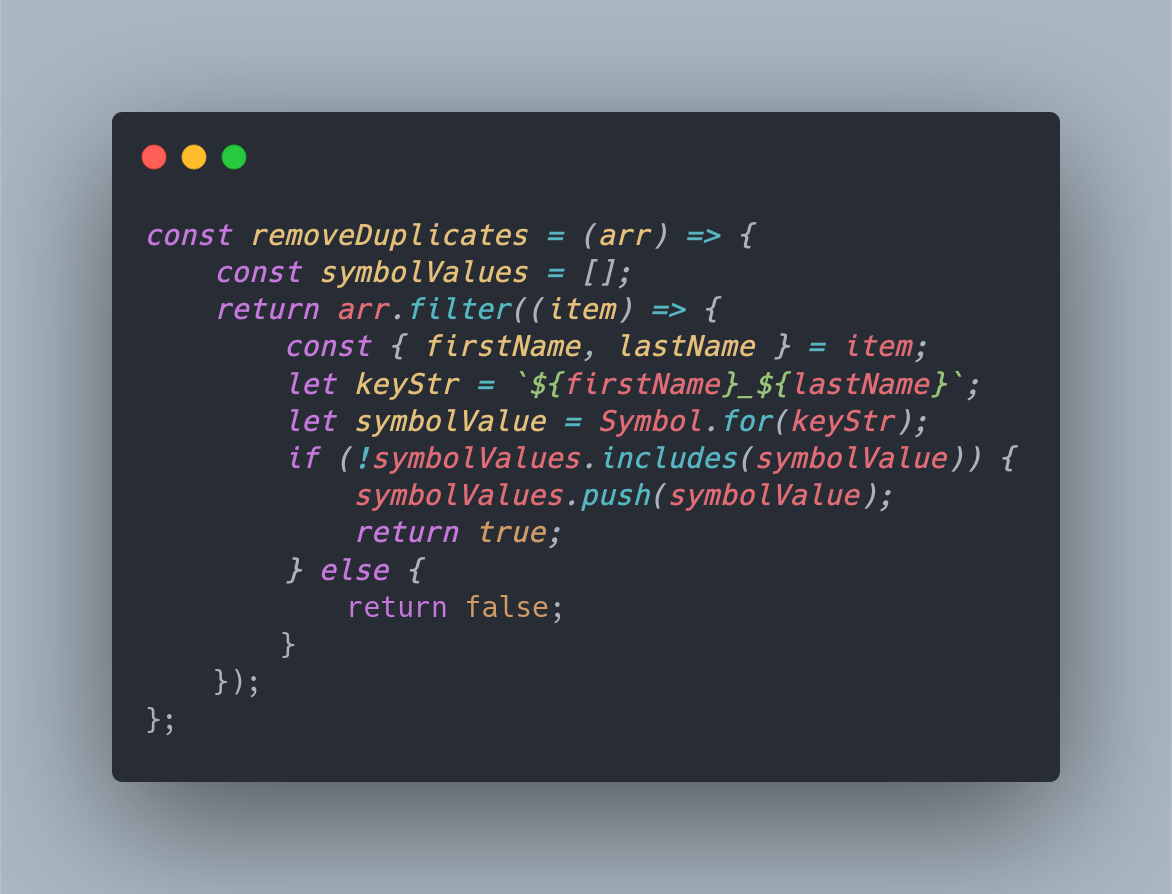 const removeDuplicates = (arr) => {
    const symbolValues = [];
    return arr.filter((item) => {
        const { firstName, lastName } = item;
        let keyStr = `${firstName}_${lastName}`;
        let symbolValue = Symbol.for(keyStr);
        if (!symbolValues.includes(symbolValue)) {
            symbolValues.push(symbolValue);
            return true;
        } else {
            return false;
        }
    });
};